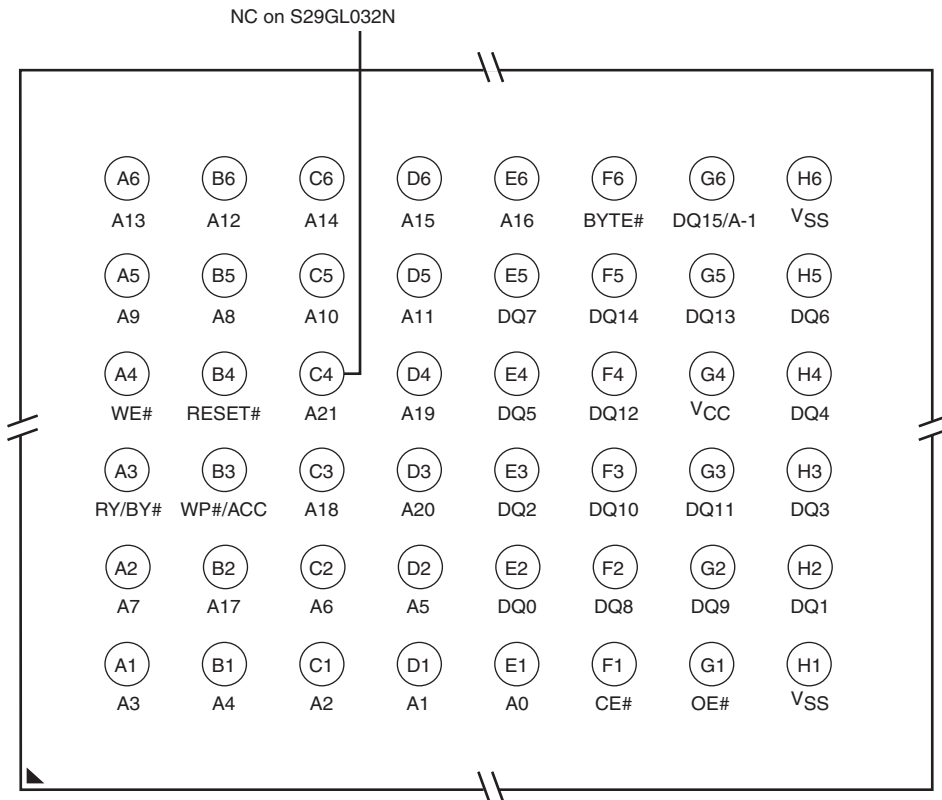 NC on S29GL032N
A6 B6 C6 D6 E6 F6 G6 H6
A13 A12 A14 A15 A16 BYTE# DQ15/A-1 VSS
A5 B5 C5 D5 E5 F5 G5 H5
A9 A8 A10 A11 DQ7 DQ14 DQ13 DQ6
A4 B4 C4 D4 E4 F4 G4 H4
WE# RESET# A21 A19 DQ5 DQ12 VCC DQ4
A3 B3 C3 D3 E3 F3 G3 H3
RY/BY# WP#/ACC A18 A20 DQ2 DQ10 DQ11 DQ3
A2 B2 C2 D2 E2 F2 G2 H2
A7 A17 A6 A5 DQ0 DQ8 DQ9 DQ1
A1 B1 C1 D1 E1 F1 G1 H1
A3 A4 A2 A1 A0 CE# OE# VSS